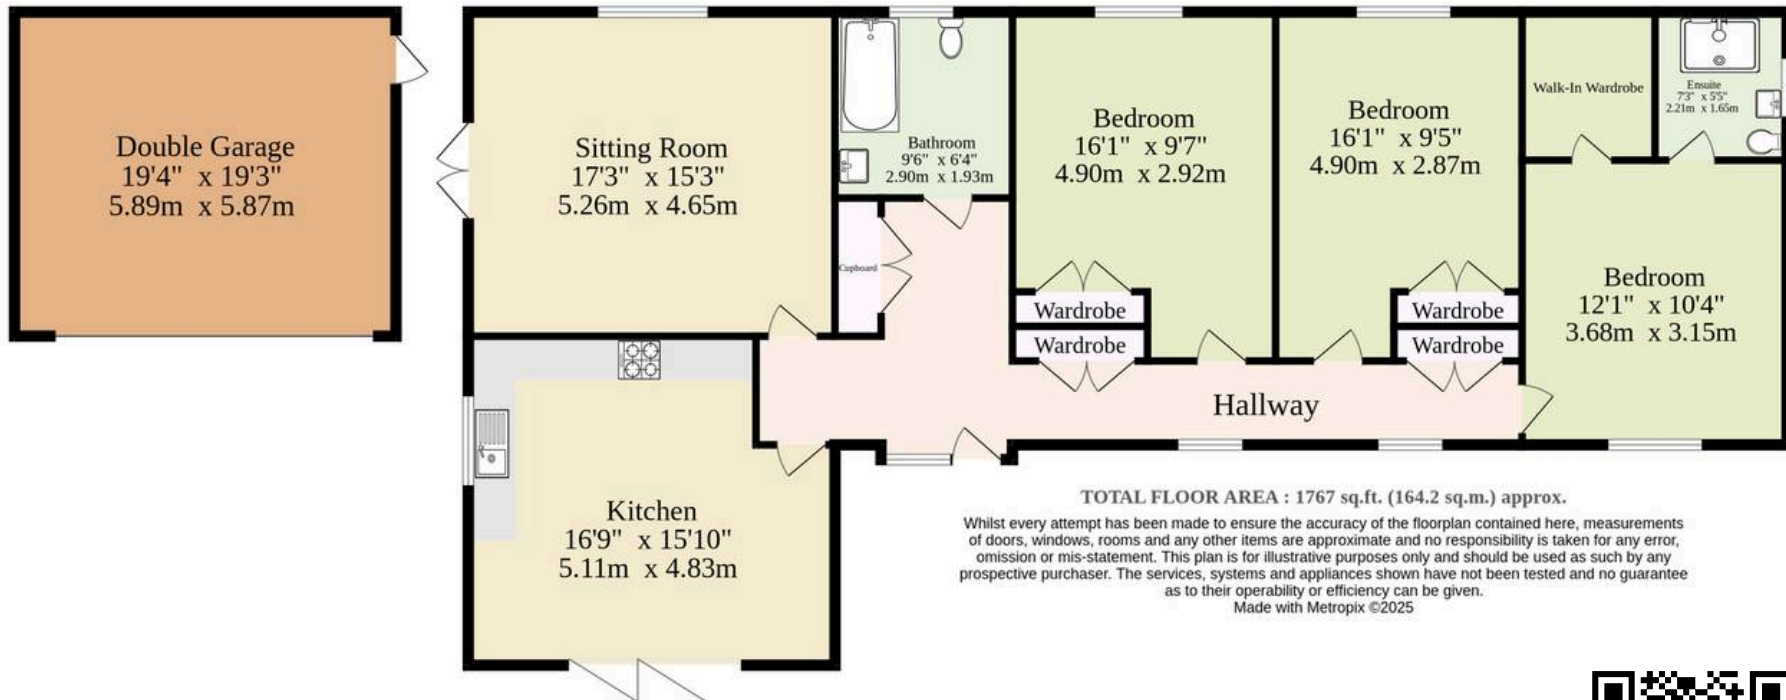 Double Garage
19'4" x 19'3"
5.89m x 5.87m
Sitting Room
17'3" x 15'3"
5.26m x 4.65m
Bathroom
9'6" x 6'4"
2.90m x 1.93m
Cupboard
Bedroom
16'1" x 9'7"
4.90m x 2.92m
Wardrobe
Wardrobe
Bedroom
16'1" x 9'5"
4.90m x 2.87m
Wardrobe
Wardrobe
Walk-In Wardrobe
Ensuite
7'3" x 5'5"
2.21m x 1.65m
Bedroom
12'1" x 10'4"
3.68m x 3.15m
Hallway
Kitchen
16'9" x 15'10"
5.11m x 4.83m
TOTAL FLOOR AREA : 1767 sq.ft. (164.2 sq.m.) approx.
Whilst every attempt has been made to ensure the accuracy of the floorplan contained here, measurements
of doors, windows, rooms and any other items are approximate and no responsibility is taken for any error,
omission or mis-statement. This plan is for illustrative purposes only and should be used as such by any
prospective purchaser. The services, systems and appliances shown have not been tested and no guarantee
as to their operability or efficiency can be given.
Made with Metropix ©2025